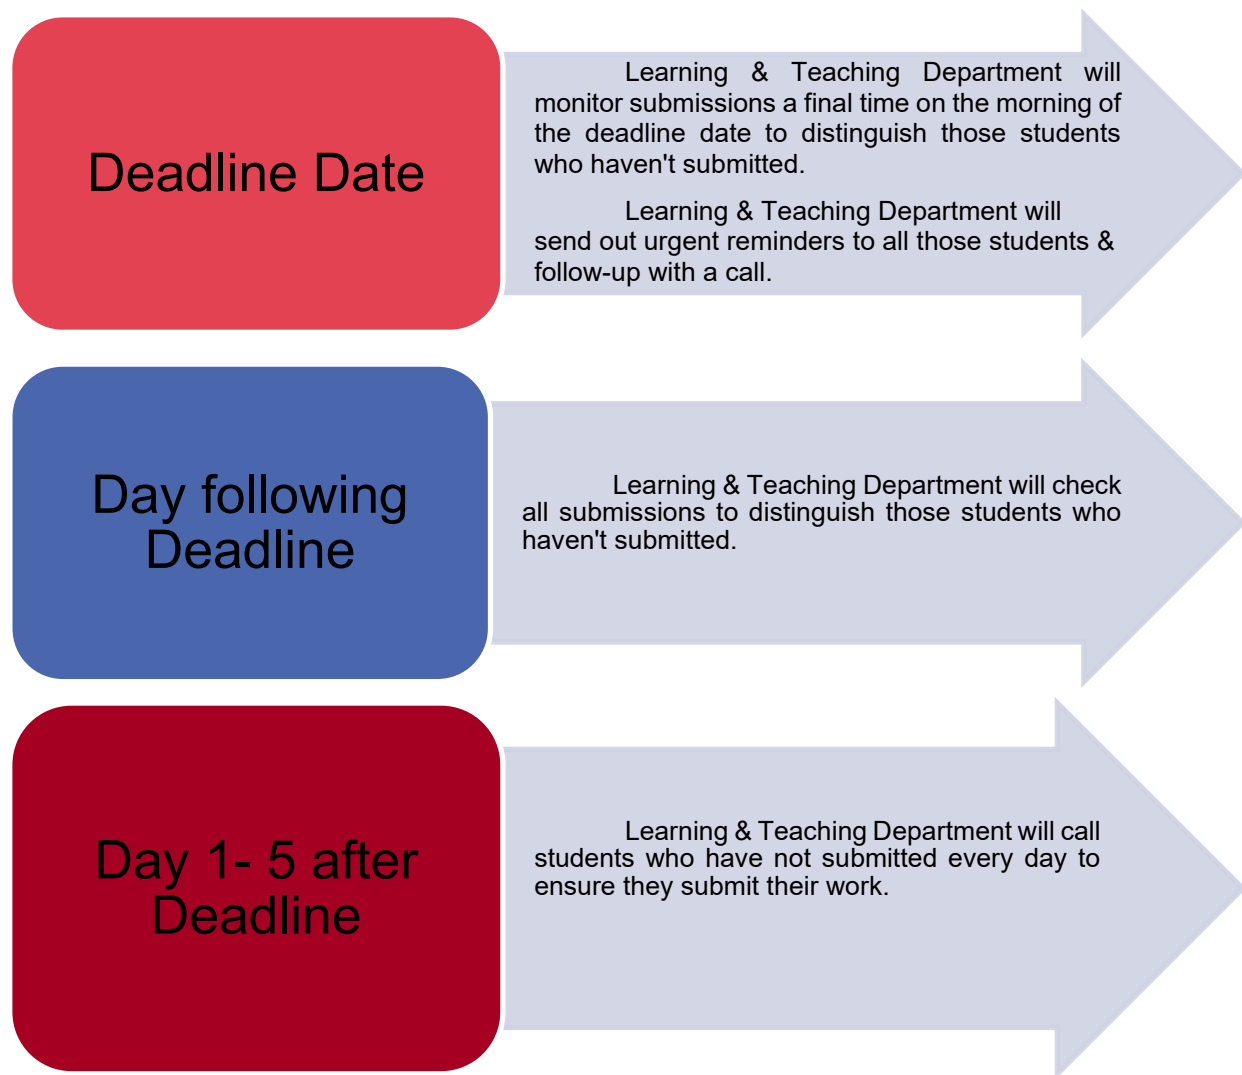 Deadline Date
Learning & Teaching Department will
monitor submissions a final time on the morning of
the deadline date to distinguish those students
who haven't submitted.
Learning & Teaching Department will
send out urgent reminders to all those students &
follow-up with a call.
Day following
Deadline
Learning & Teaching Department will check
all submissions to distinguish those students who
haven't submitted.
Day 1- 5 after
Deadline
Learning & Teaching Department will call
students who have not submitted every day to
ensure they submit their work.